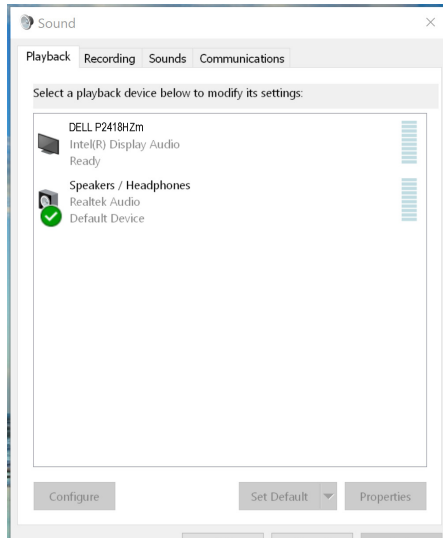 Sound
Playback Recording Sounds Communications
Select a playback device below to modify its settings:
DELL P2418HZm
Intel(R) Display Audio
Ready
Speakers / Headphones
Realtek Audio
Default Device
Configure Set Default Properties